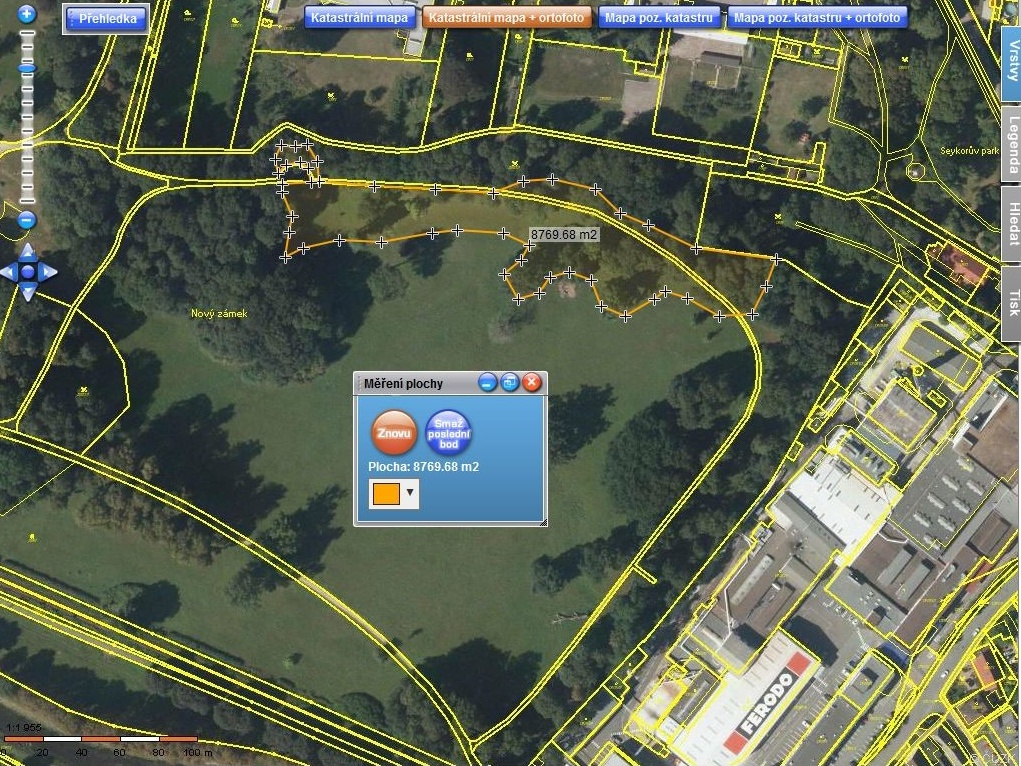 Přehledka
Katastrální mapa
Katastrální mapa + ortofoto
Mapa poz. katastru
Mapa poz. katastru + ortofoto
Vrstvy
Legenda
Hledat
Tisk
Seykorův park
8769.68 m2
Nový zámek
Měření plochy
Znovu
Smaž
poslední
bod
Plocha: 8769.68 m2
FERODO
1:1 955
0 20 40 60 80 100 m
© ČÚZK